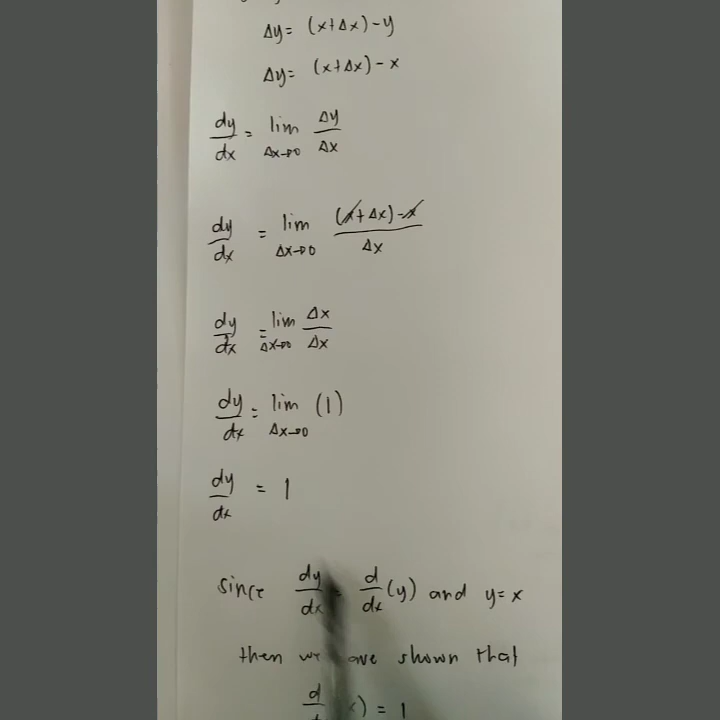 Δy = (x+Δx) - y
Δy = (x+Δx) - x
dy/dx = lim Δx→0 Δy/Δx
dy/dx = lim Δx→0 (x+Δx)-x/Δx
dy/dx = lim Δx→0 Δx/Δx
dy/dx = lim Δx→0 (1)
dy/dx = 1
since dy/dx = d/dx (y) and y=x
then we shown that
d x) = 1